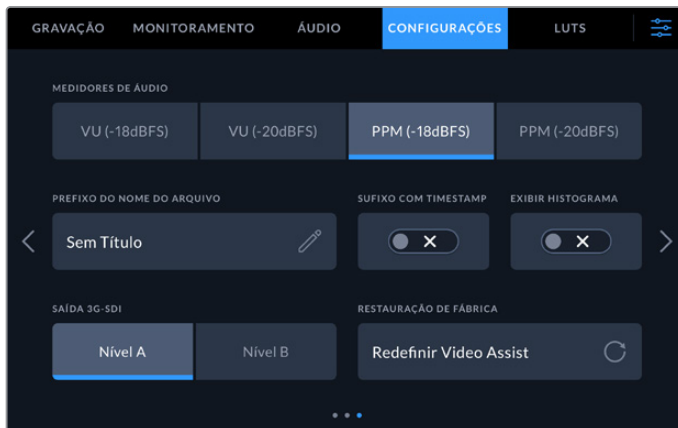 GRAVAÇÃO MONITORAMENTO ÁUDIO CONFIGURAÇÕES LUTS
MEDIDORES DE ÁUDIO
VU (-18dBFS) VU (-20dBFS) PPM (-18dBFS) PPM (-20dBFS)
PREFIXO DO NOME DO ARQUIVO SUFIXO COM TIMESTAMP EXIBIR HISTOGRAMA
Sem Título
SAÍDA 3G-SDI RESTAURAÇÃO DE FÁBRICA
Nível A Nível B Redefinir Video Assist